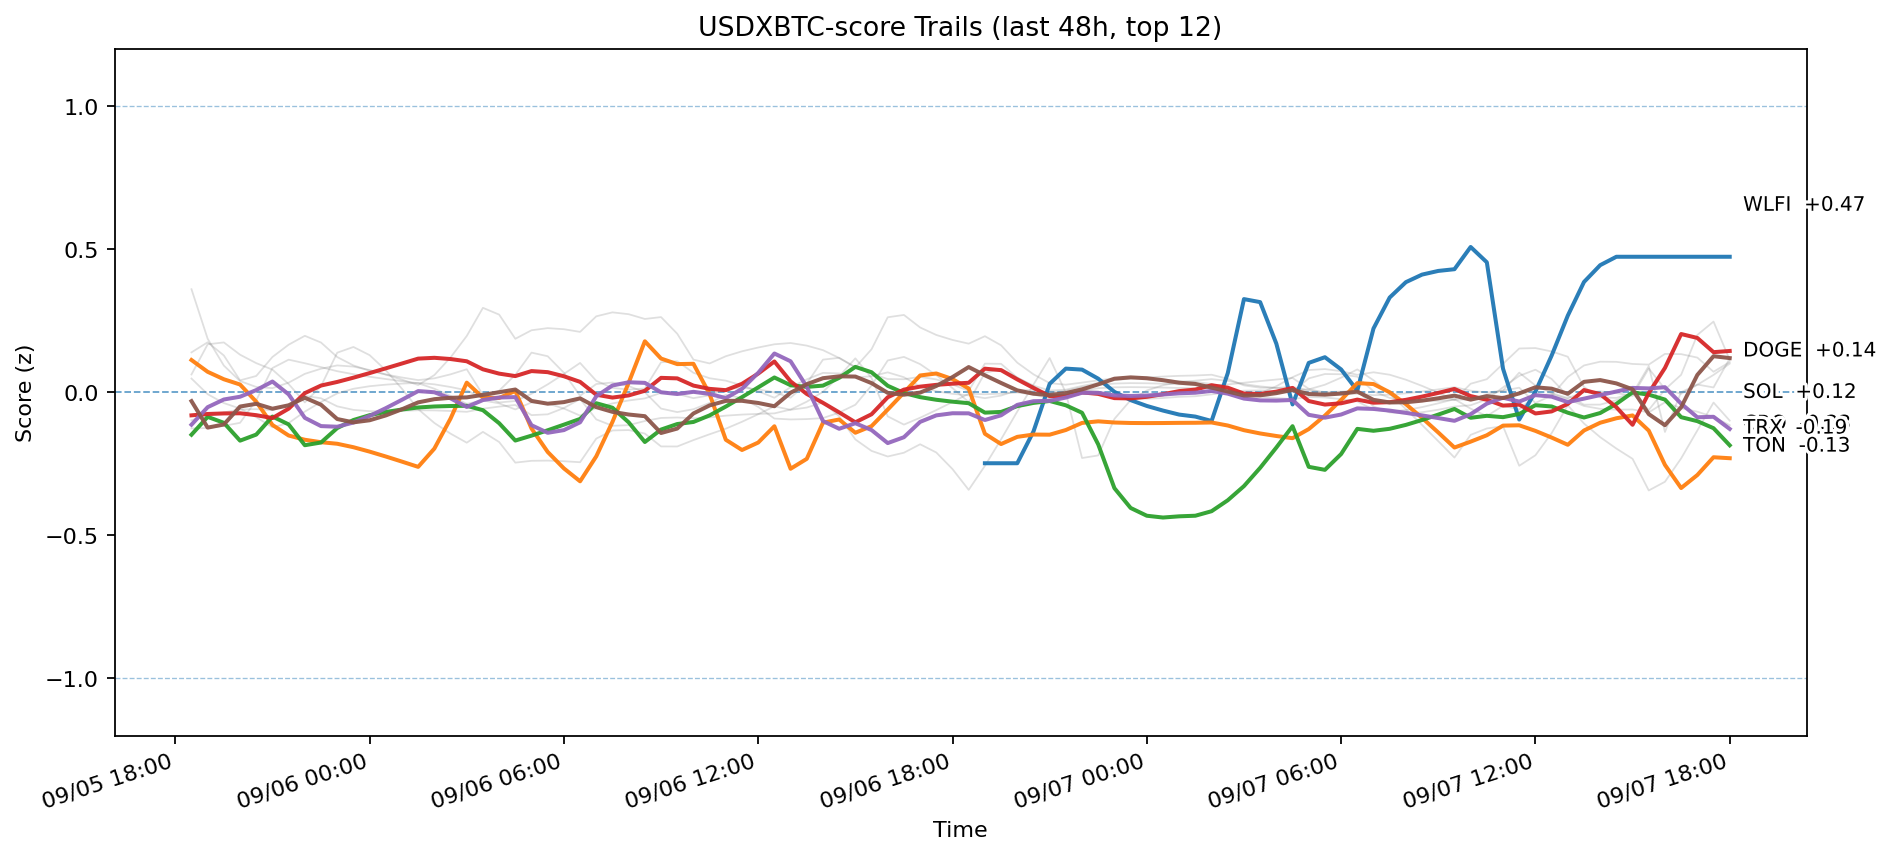 USDXBTC-score Trails (last 48h, top 12)
Score (z)
1.0
0.5
0.0
−0.5
−1.0
WLFI +0.47
DOGE +0.14
SOL +0.12
TRX -0.19
TON -0.13
09/05 18:00
09/06 00:00
09/06 06:00
09/06 12:00
09/06 18:00
09/07 00:00
09/07 06:00
09/07 12:00
09/07 18:00
Time